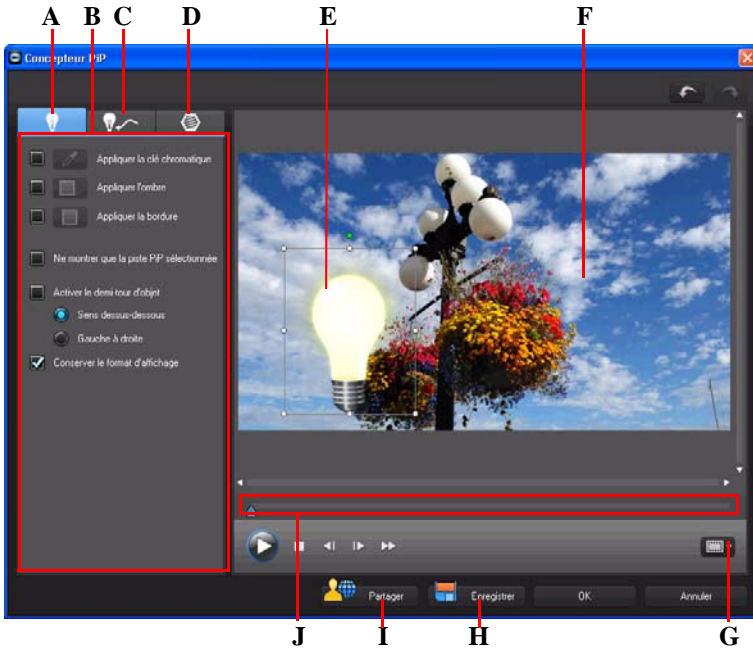 A B C D E F
Concepteur PiP
Appliquer la clé chromatique
Appliquer l'ombre
Appliquer la bordure
Ne montrer que la piste PiP sélectionnée
Activer le demi tour d'objet
Sens dessus-dessous
Gauche à droite
Conserver le format d'affichage
Partager Enregistrer OK Annuler
J I H G